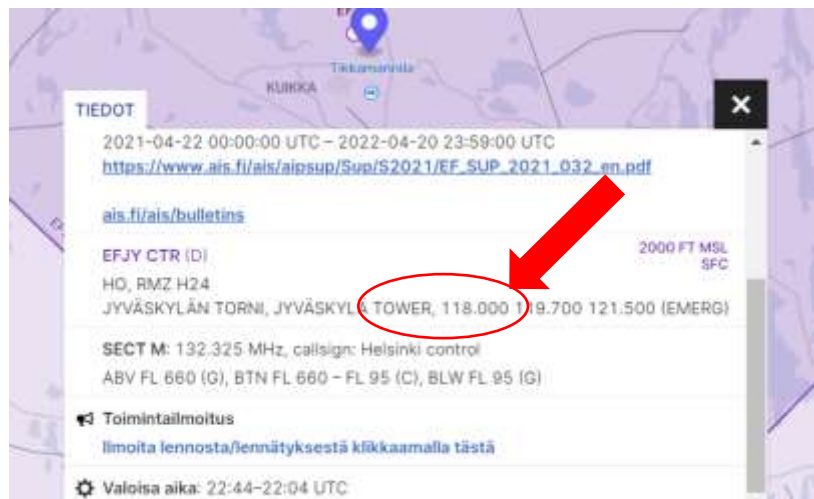 EF
Tikkamannila
KUIKKA
TIEDOT
2021-04-22 00:00:00 UTC – 2022-04-20 23:59:00 UTC
https://www.ais.fi/ais/aipsup/Sup/S2021/EF_SUP_2021_032_en.pdf
ais.fi/ais/bulletins
EFJY CTR (D) 2000 FT MSL
SFC
HO, RMZ H24
JYVÄSKYLÄN TORNI, JYVÄSKYLÄ TOWER, 118.000 119.700 121.500 (EMERG)
SECT M: 132.325 MHz, callsign: Helsinki control
ABV FL 660 (G), BTN FL 660 – FL 95 (C), BLW FL 95 (G)
Toimintailmoitus
Ilmoita lennosta/lennätyksestä klikkaamalla tästä
Valoisa aika: 22:44–22:04 UTC